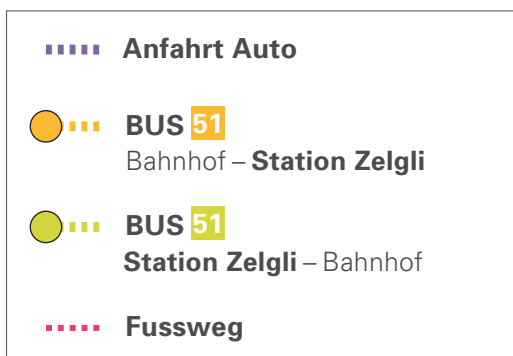 Anfahrt Auto
BUS 51
Bahnhof – Station Zelgli
BUS 51
Station Zelgli – Bahnhof
Fussweg